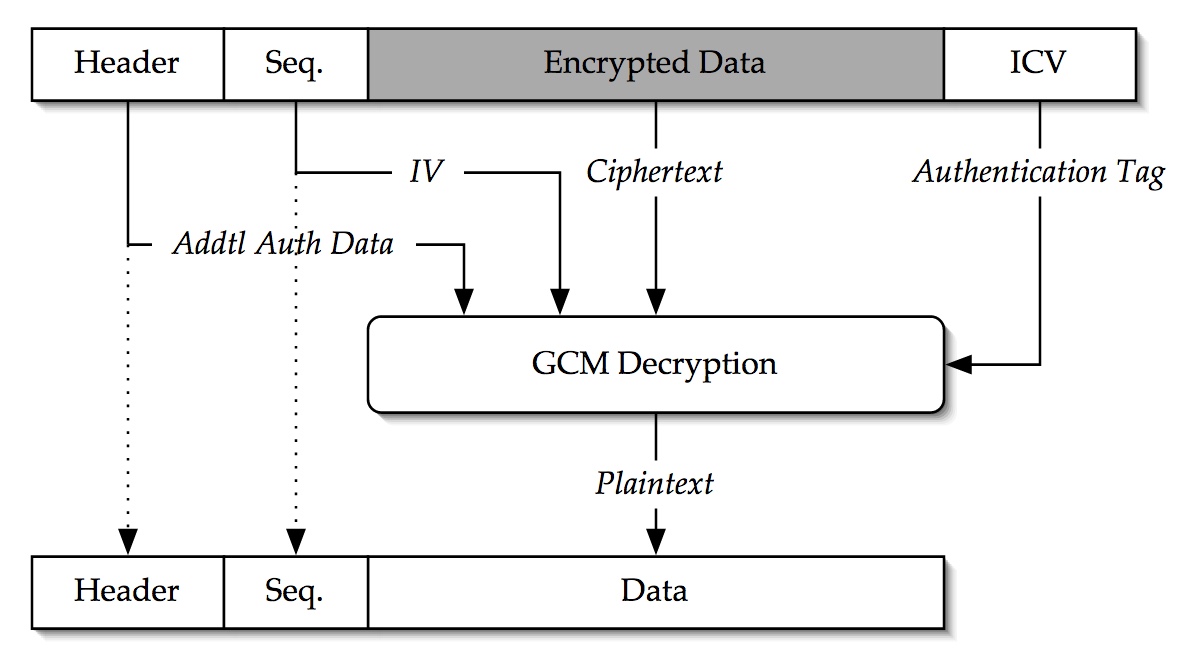 Header Seq. Encrypted Data ICV
IV Ciphertext Authentication Tag
Addtl Auth Data
GCM Decryption
Plaintext
Header Seq. Data